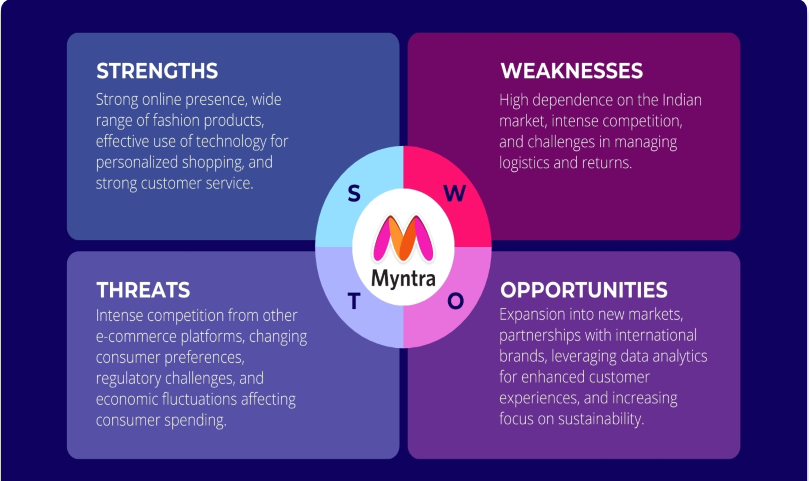 STRENGTHS
Strong online presence, wide
range of fashion products,
effective use of technology for
personalized shopping, and
strong customer service.
WEAKNESSES
High dependence on the Indian
market, intense competition,
and challenges in managing
logistics and returns.
S
W
Myntra
T
O
THREATS
Intense competition from other
e-commerce platforms, changing
consumer preferences,
regulatory challenges, and
economic fluctuations affecting
consumer spending.
OPPORTUNITIES
Expansion into new markets,
partnerships with international
brands, leveraging data analytics
for enhanced customer
experiences, and increasing
focus on sustainability.